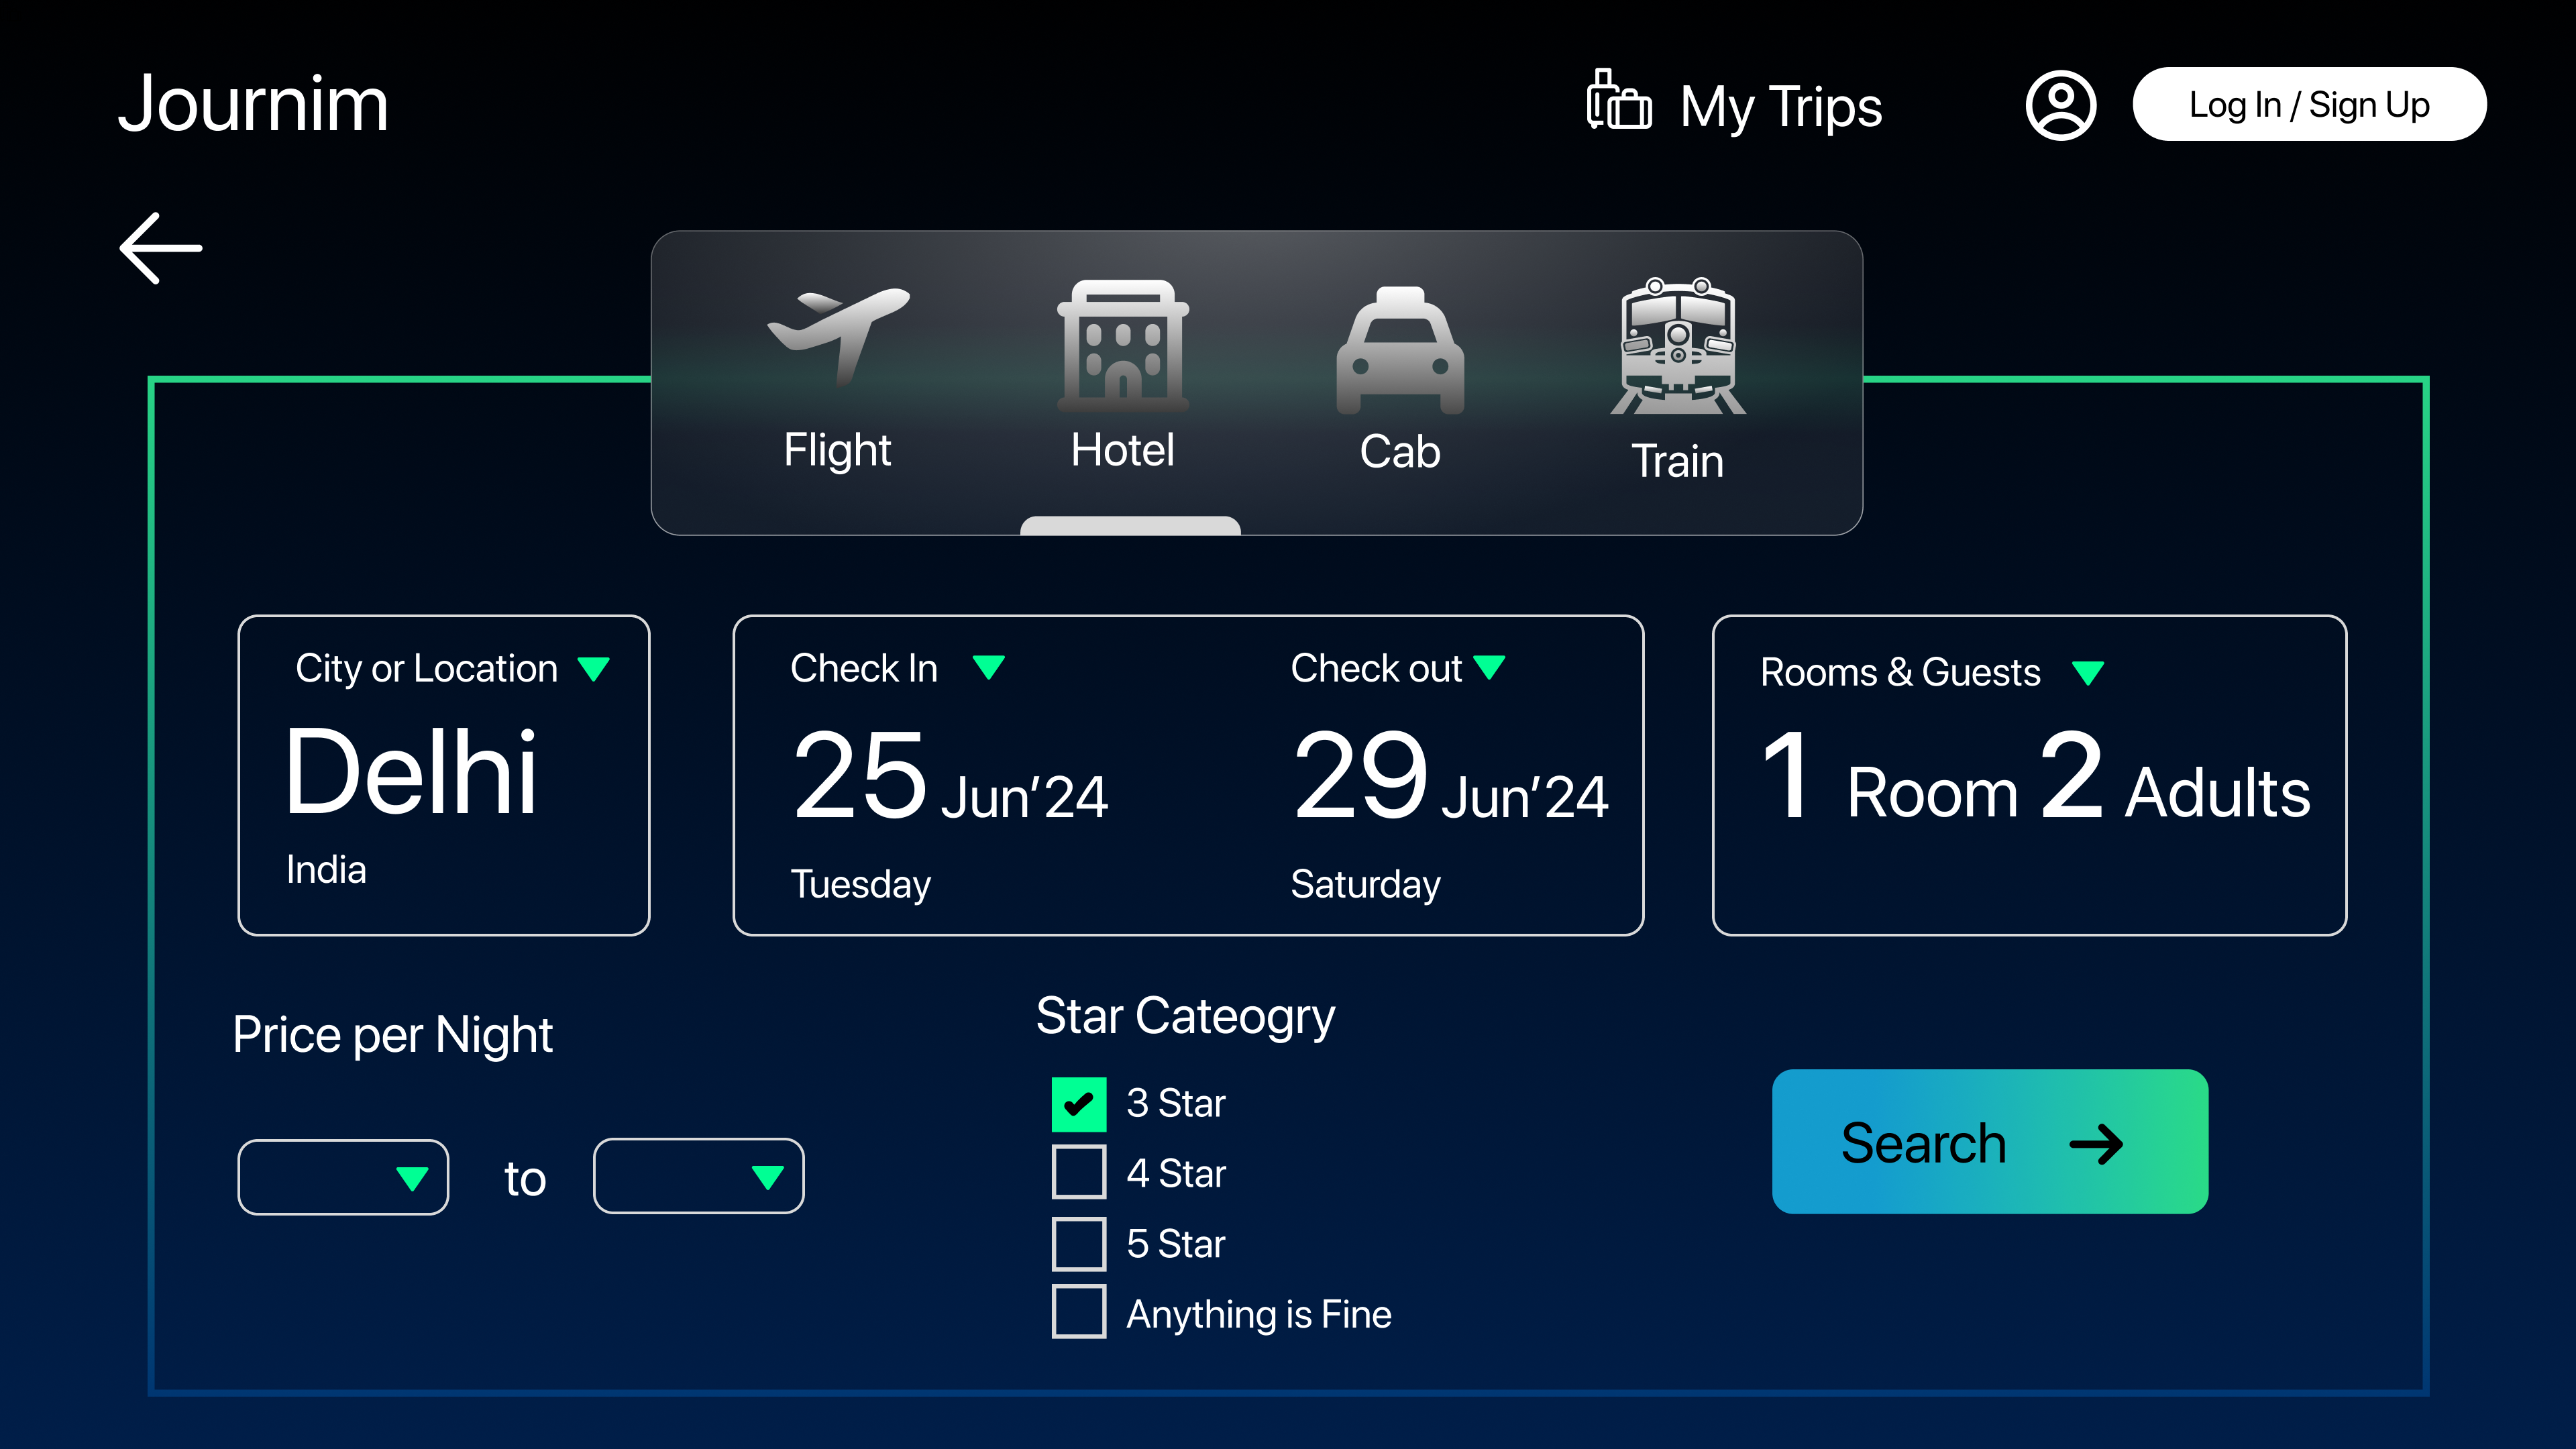 Journim
My Trips
Log In / Sign Up
Flight
Hotel
Cab
Train
City or Location
Delhi
India
Check In
25 Jun’24
Tuesday
Check out
29 Jun’24
Saturday
Rooms & Guests
1 Room 2 Adults
Price per Night
to
Star Cateogry
3 Star
4 Star
5 Star
Anything is Fine
Search